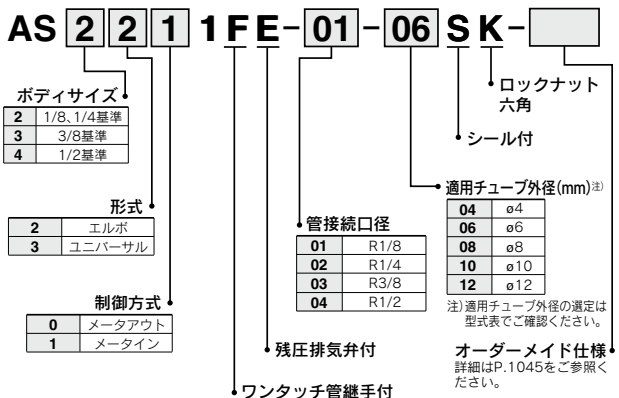 AS 2 2 1 1 F E-01-06 S K-
ボディサイズ
2 1/8、1/4基準
3 3/8基準
4 1/2基準
形式
2 エルボ
3 ユニバーサル
制御方式
0 メータアウト
1 メータイン
ロックナット
六角
シール付
適用チューブ外径(mm)注)
04 ø4
06 ø6
08 ø8
10 ø10
12 ø12
注)適用チューブ外径の選定は
型式表でご確認ください。
管接続口径
01 R1/8
02 R1/4
03 R3/8
04 R1/2
残圧排気弁付
オーダーメイド仕様
詳細はP.1045をご参照く
ださい。
ワンタッチ管継手付